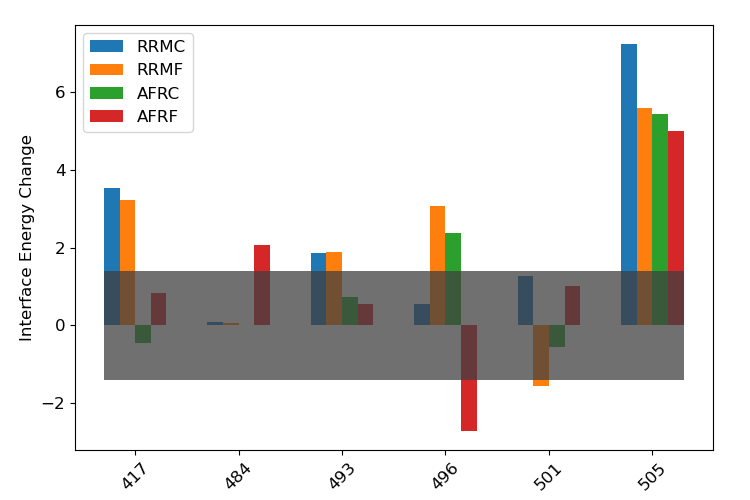 RRMC
RRMF
AFRC
AFRF
Interface Energy Change
6
4
2
0
−2
417
484
493
496
501
505